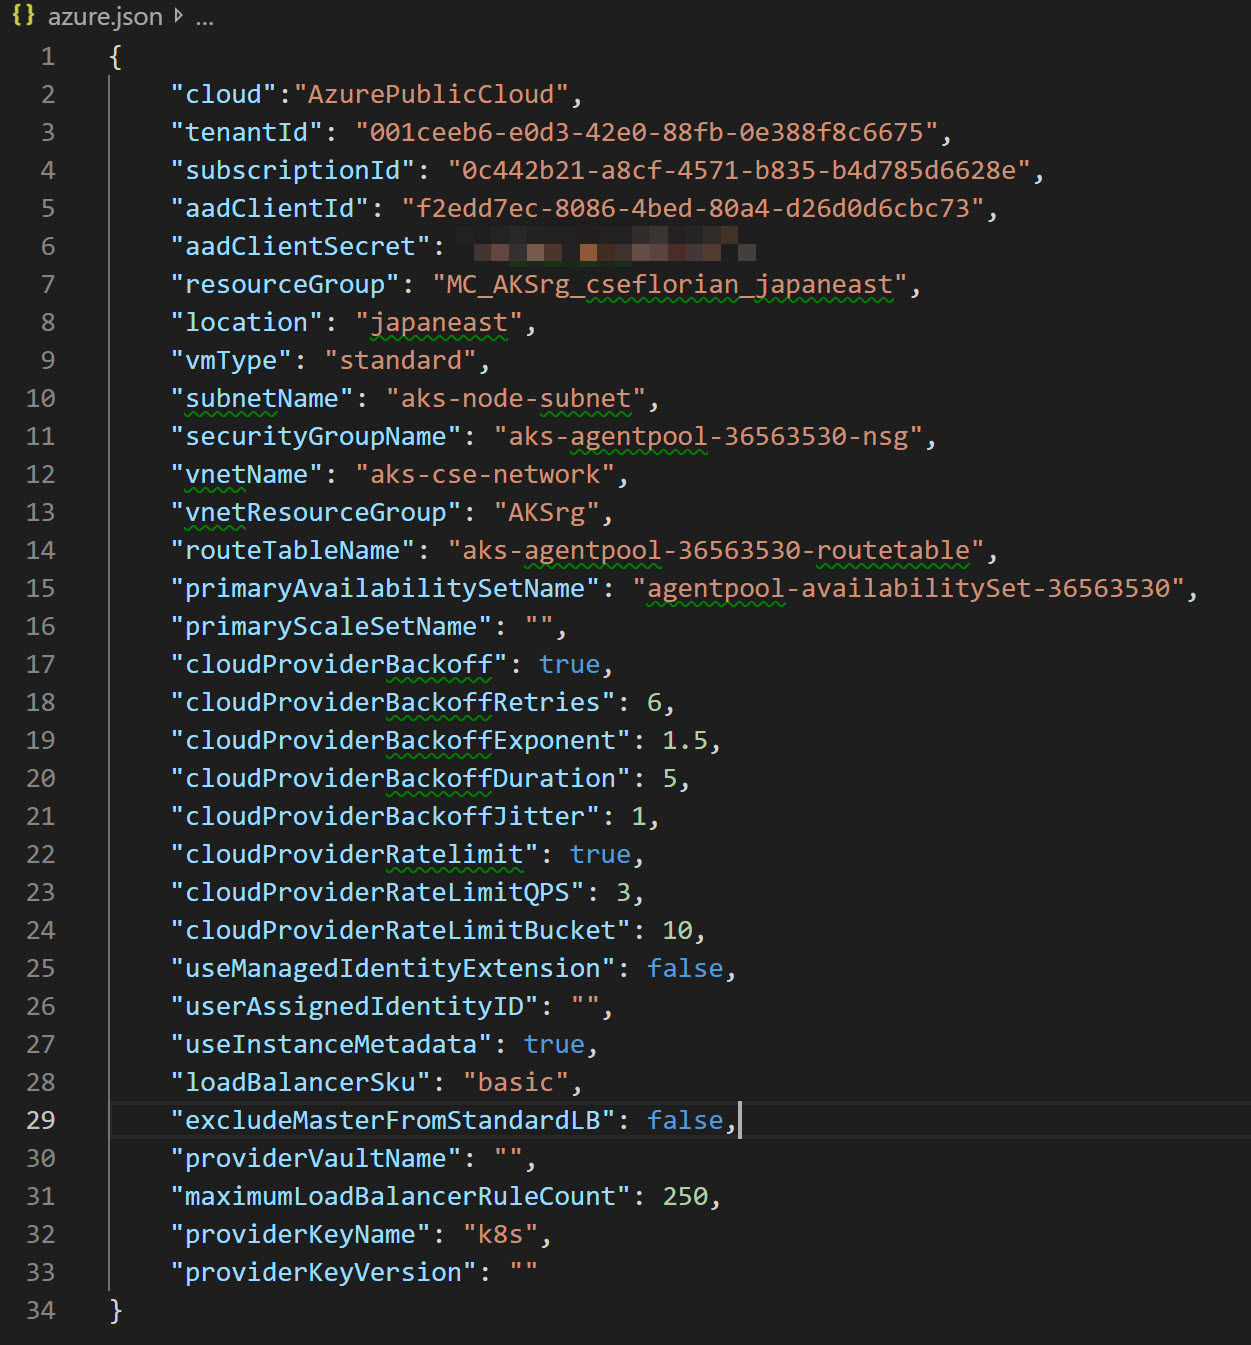 {} azure.json > ...
1 {
2 "cloud":"AzurePublicCloud",
3 "tenantId": "001ceeb6-e0d3-42e0-88fb-0e388f8c6675",
4 "subscriptionId": "0c442b21-a8cf-4571-b835-b4d785d6628e",
5 "aadClientId": "f2edd7ec-8086-4bed-80a4-d26d0d6cbc73",
6 "aadClientSecret":
7 "resourceGroup": "MC_AKSrg_cseflorian_japaneast",
8 "location": "japaneast",
9 "vmType": "standard",
10 "subnetName": "aks-node-subnet",
11 "securityGroupName": "aks-agentpool-36563530-nsg",
12 "vnetName": "aks-cse-network",
13 "vnetResourceGroup": "AKSrg",
14 "routeTableName": "aks-agentpool-36563530-routetable",
15 "primaryAvailabilitySetName": "agentpool-availabilitySet-36563530",
16 "primaryScaleSetName": "",
17 "cloudProviderBackoff": true,
18 "cloudProviderBackoffRetries": 6,
19 "cloudProviderBackoffExponent": 1.5,
20 "cloudProviderBackoffDuration": 5,
21 "cloudProviderBackoffJitter": 1,
22 "cloudProviderRatelimit": true,
23 "cloudProviderRateLimitQPS": 3,
24 "cloudProviderRateLimitBucket": 10,
25 "useManagedIdentityExtension": false,
26 "userAssignedIdentityID": "",
27 "useInstanceMetadata": true,
28 "loadBalancerSku": "basic",
29 "excludeMasterFromStandardLB": false,
30 "providerVaultName": "",
31 "maximumLoadBalancerRuleCount": 250,
32 "providerKeyName": "k8s",
33 "providerKeyVersion": ""
34 }